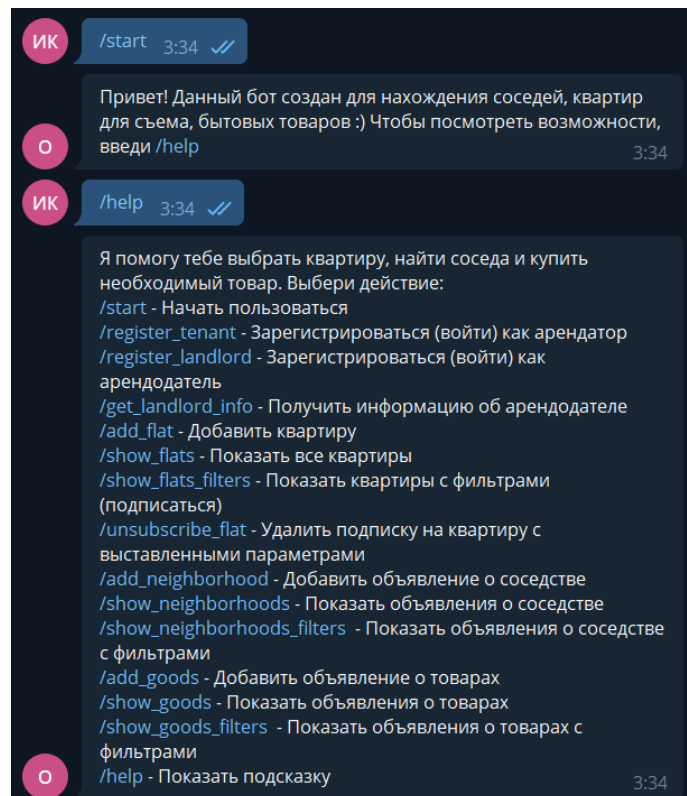 ИК
/start 3:34
Привет! Данный бот создан для нахождения соседей, квартир
для съема, бытовых товаров :) Чтобы посмотреть возможности,
введи /help
3:34
О
ИК
/help 3:34
Я помогу тебе выбрать квартиру, найти соседа и купить
необходимый товар. Выбери действие:
/start - Начать пользоваться
/register_tenant - Зарегистрироваться (войти) как арендатор
/register_landlord - Зарегистрироваться (войти) как
арендодатель
/get_landlord_info - Получить информацию об арендодателе
/add_flat - Добавить квартиру
/show_flats - Показать все квартиры
/show_flats_filters - Показать квартиры с фильтрами
(подписаться)
/unsubscribe_flat - Удалить подписку на квартиру с
выставленными параметрами
/add_neighborhood - Добавить объявление о соседстве
/show_neighborhoods - Показать объявления о соседстве
/show_neighborhoods_filters - Показать объявления о соседстве
с фильтрами
/add_goods - Добавить объявление о товарах
/show_goods - Показать объявления о товарах
/show_goods_filters - Показать объявления о товарах с
фильтрами
/help - Показать подсказку
3:34
О